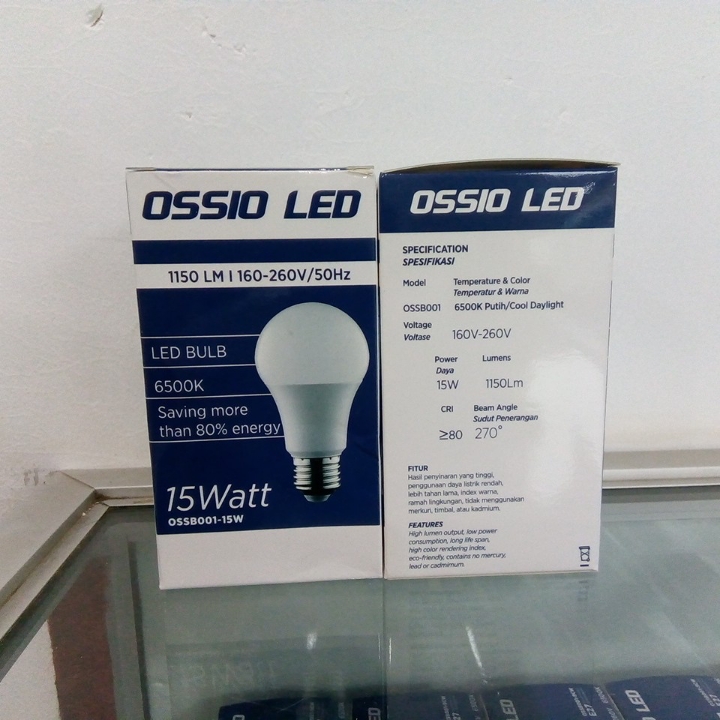 OSSIO LED
1150 LM | 160-260V/50Hz
LED BULB
6500K
Saving more
than 80% energy
15Watt
OSSB001-15W
OSSIO LED
SPECIFICATION
SPESIFIKASI
Model Temperature & Color
Temperatur & Warna
OSSB001 6500K Putih/Cool Daylight
Voltage
Voltase
160V-260V
Power Lumens
Daya
15W 1150Lm
CRI Beam Angle
Sudut Penerangan
≥80 270°
FITUR
Hasil penyinaran yang tinggi,
penggunaan daya listrik rendah,
lebih tahan lama, index warna,
ramah lingkungan, tidak menggunakan
merkuri, timbal, atau kadmium.
FEATURES
High lumen output, low power
consumption, long life span,
high color rendering index,
eco-friendly, contains no mercury,
lead or cadmimum.
OSSIO LED
LED
E27